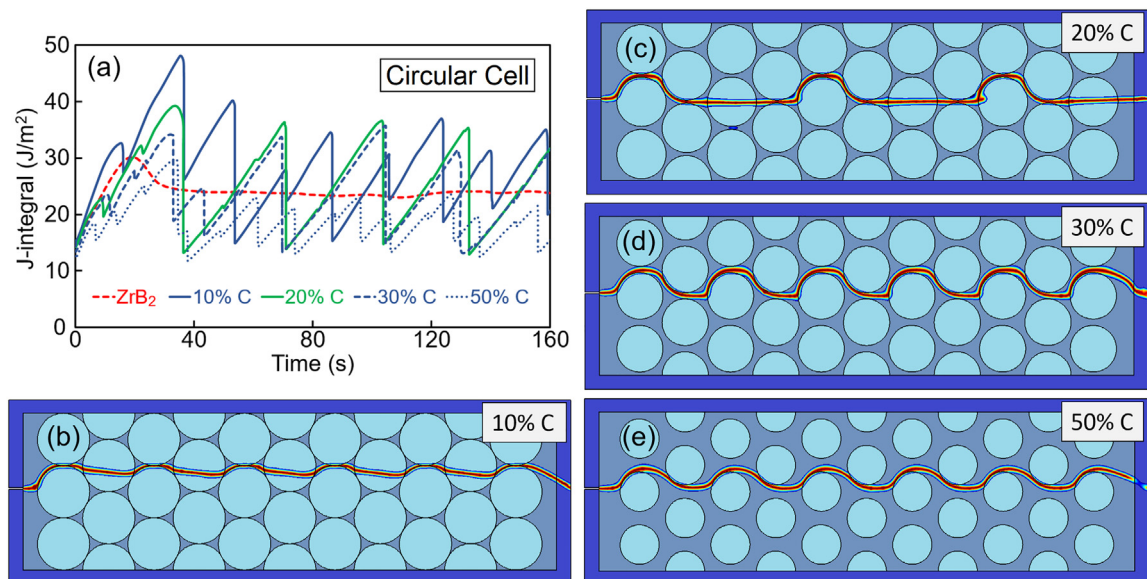 (a)
Circular Cell
J-integral (J/m²)
50
40
30
20
10
0
ZrB₂
10% C
20% C
30% C
50% C
0
40
80
120
160
Time (s)
(b)
10% C
(c)
20% C
(d)
30% C
(e)
50% C